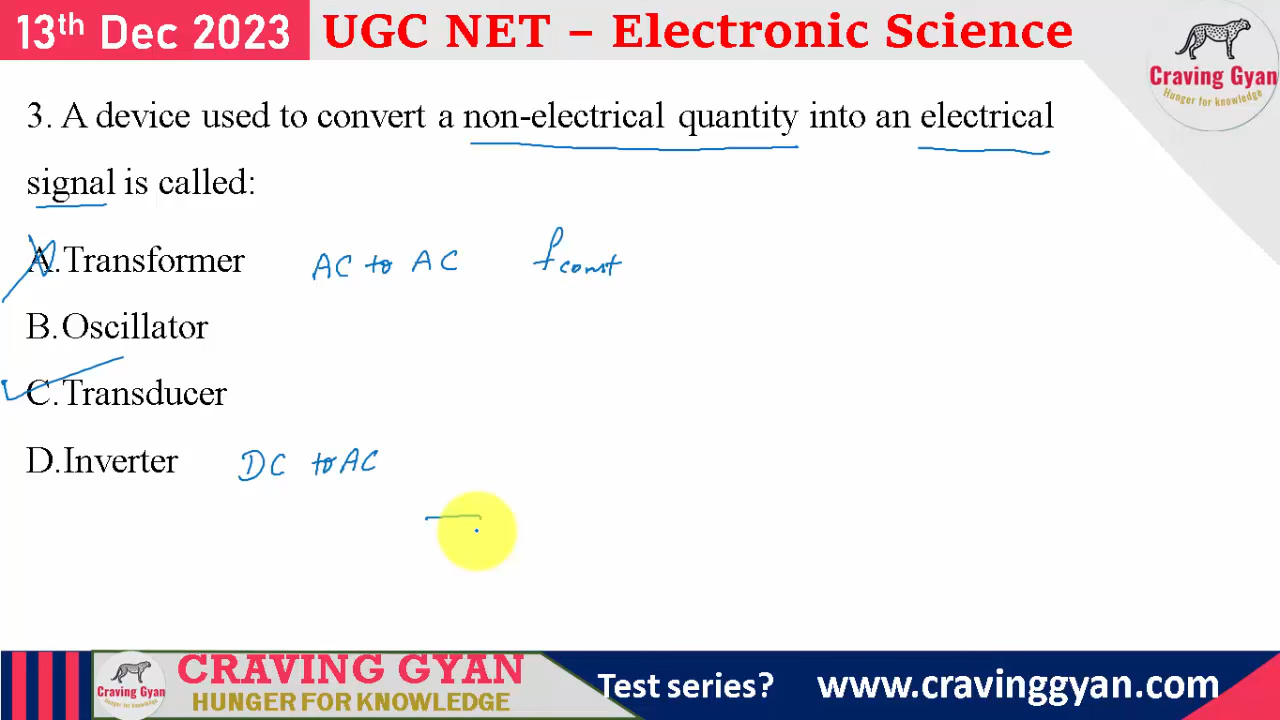 13th Dec 2023 UGC NET – Electronic Science
Craving Gyan
Hunger for knowledge
3. A device used to convert a non-electrical quantity into an electrical
signal is called:
A.Transformer AC to AC f const
B.Oscillator
C.Transducer
D.Inverter DC to AC
Craving Gyan
CRAVING GYAN
HUNGER FOR KNOWLEDGE
Test series? www.cravinggyan.com